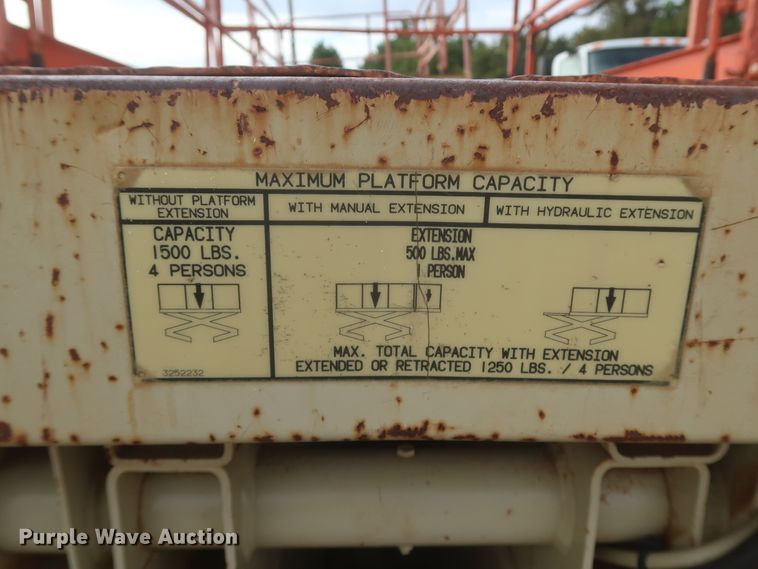 MAXIMUM PLATFORM CAPACITY
WITHOUT PLATFORM
EXTENSION
WITH MANUAL EXTENSION
WITH HYDRAULIC EXTENSION
CAPACITY
1500 LBS.
4 PERSONS
EXTENSION
500 LBS.MAX
1 PERSON
MAX. TOTAL CAPACITY WITH EXTENSION
EXTENDED OR RETRACTED 1250 LBS. / 4 PERSONS
3252232
Purple Wave Auction